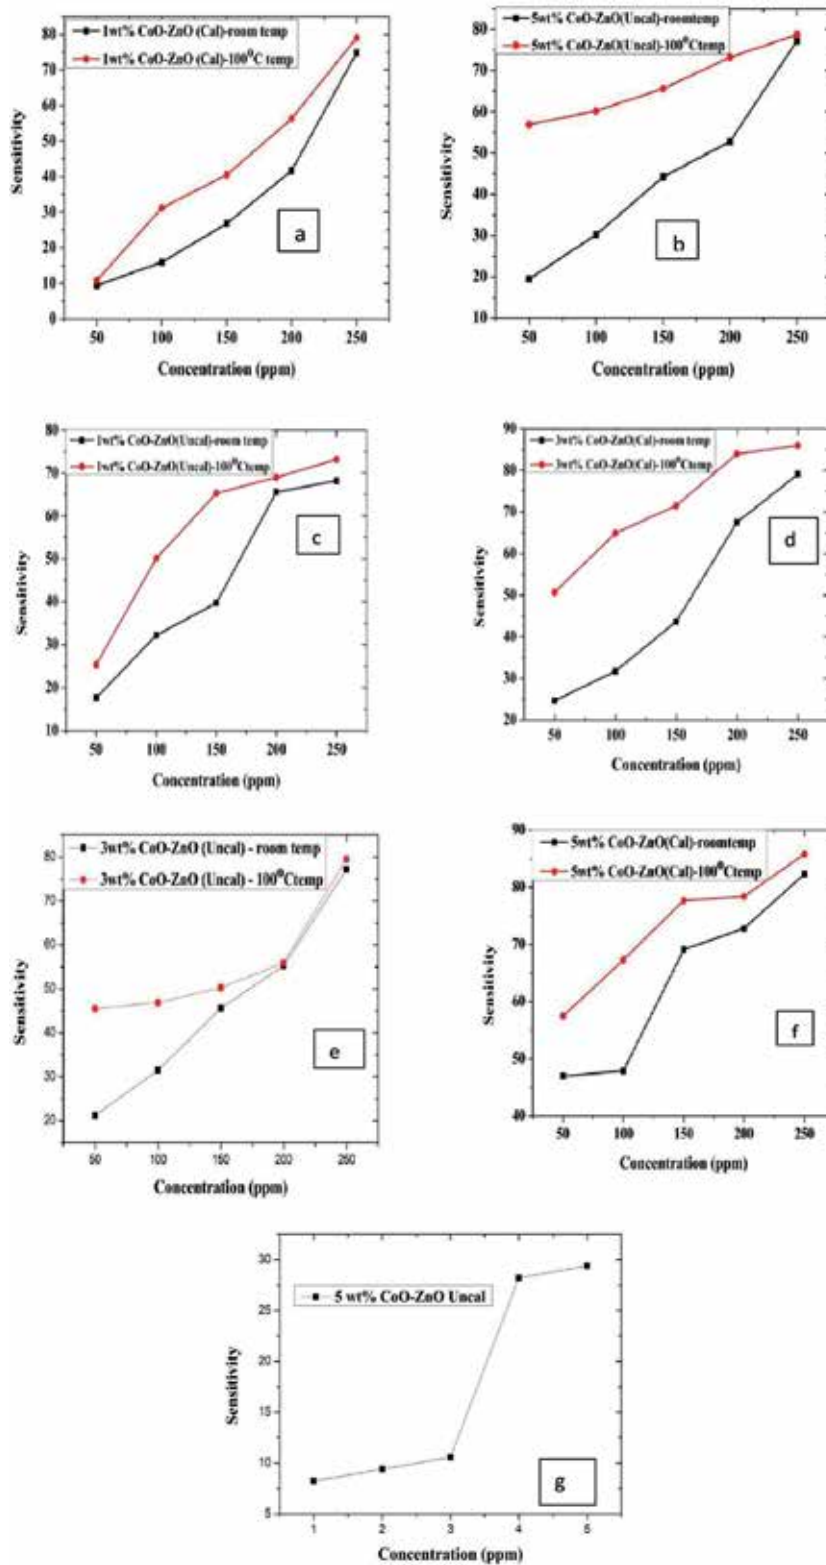 1wt% CoO-ZnO (Cal)-room temp
1wt% CoO-ZnO (Cal)-100⁰C temp
80
70
60
50
40
30
20
10
0
Sensitivity
a
50 100 150 200 250
Concentration (ppm)
5wt% CoO-ZnO(Uncal)-roomtemp
5wt% CoO-ZnO(Uncal)-100⁰Ctemp
80
70
60
50
40
30
20
10
Sensitivity
b
50 100 150 200 250
Concentration (ppm)
1wt% CoO-ZnO(Uncal)-room temp
1wt% CoO-ZnO(Uncal)-100⁰Ctemp
80
70
60
50
40
30
20
10
Sensitivity
c
50 100 150 200 250
Concentration (ppm)
3wt% CoO-ZnO(Cal)-room temp
3wt% CoO-ZnO(Cal)-100⁰Ctemp
90
80
70
60
50
40
30
20
Sensitivity
d
50 100 150 200 250
Concentration (ppm)
3wt% CoO-ZnO (Uncal) - room temp
3wt% CoO-ZnO (Uncal) - 100⁰Ctemp
80
70
60
50
40
30
20
Sensitivity
e
50 100 150 200 250
Concentration (ppm)
5wt% CoO-ZnO(Cal)-roomtemp
5wt% CoO-ZnO(Cal)-100⁰Ctemp
90
80
70
60
50
40
Sensitivity
f
50 100 150 200 250
Concentration (ppm)
5 wt% CoO-ZnO Uncal
30
25
20
15
10
5
Sensitivity
g
1 2 3 4 5
Concentration (ppm)